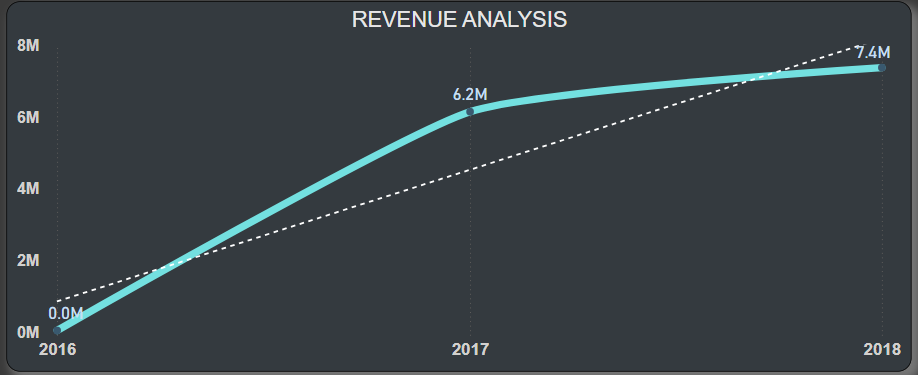 REVENUE ANALYSIS
8M
7.4M
6.2M
6M
4M
2M
0.0M
0M
2016 2017 2018